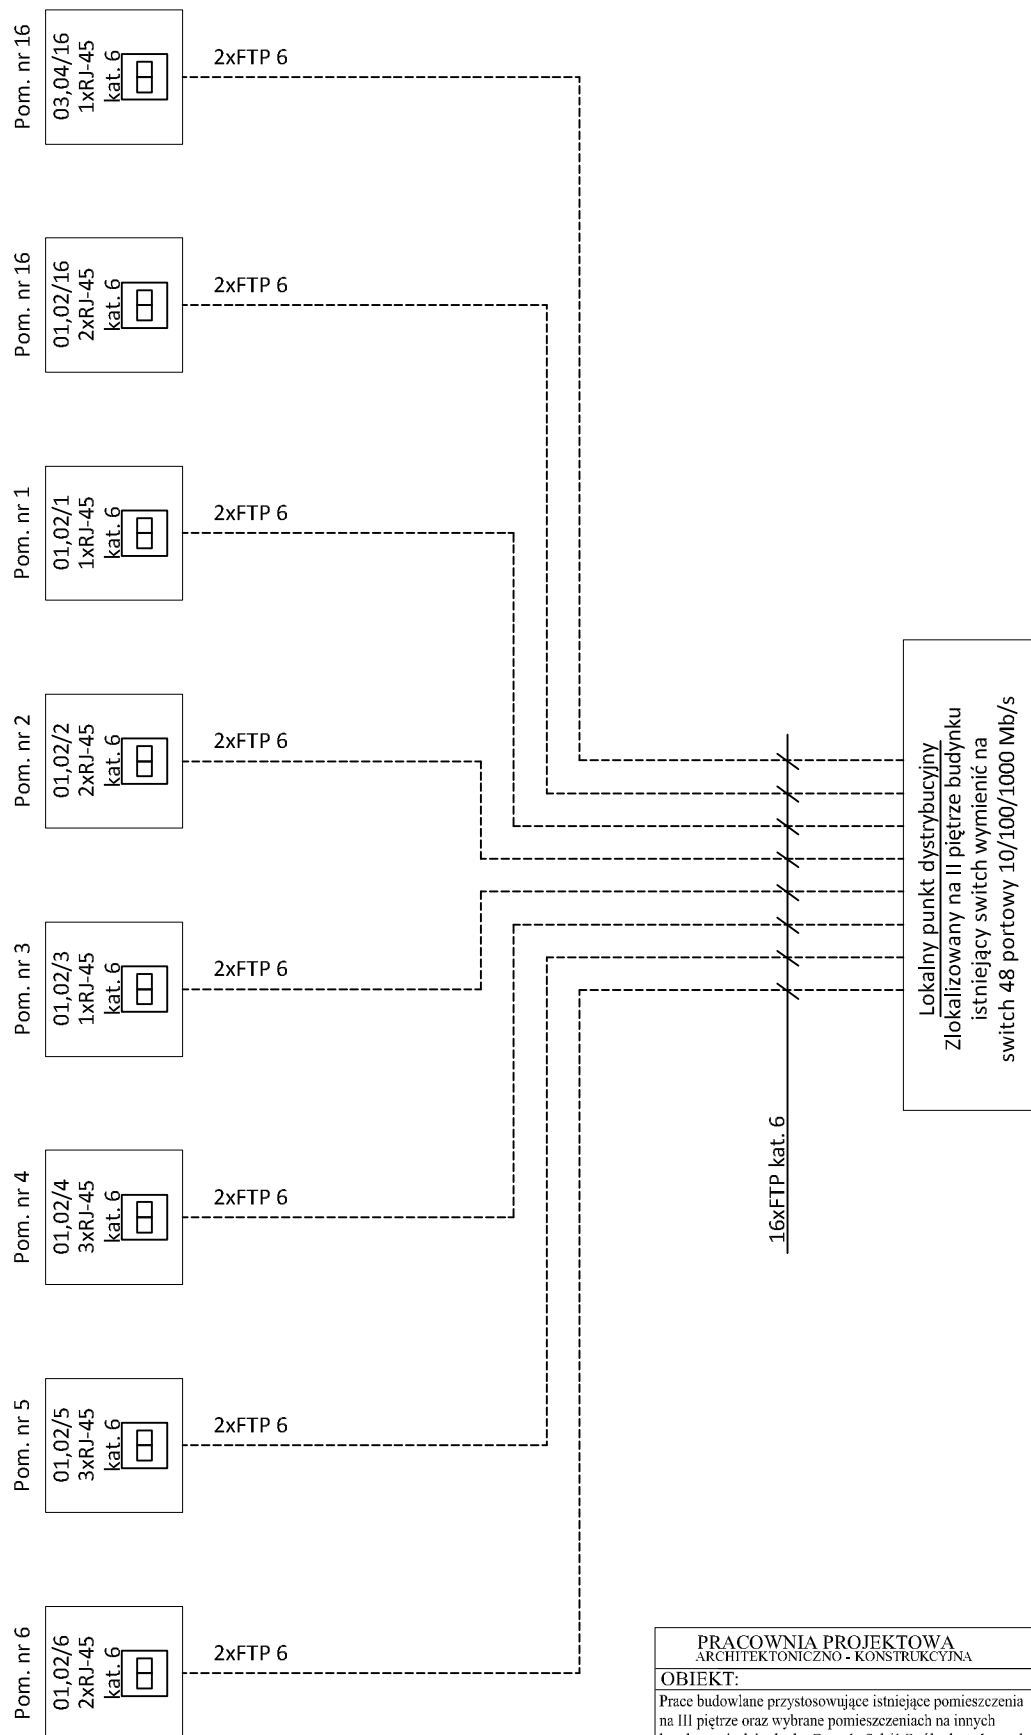 Pom. nr 16
03,04/16
1xRJ-45
kat. 6
2xFTP 6
Pom. nr 16
01,02/16
2xRJ-45
kat. 6
2xFTP 6
Pom. nr 1
01,02/1
1xRJ-45
kat. 6
2xFTP 6
Pom. nr 2
01,02/2
2xRJ-45
kat. 6
2xFTP 6
Pom. nr 3
01,02/3
1xRJ-45
kat. 6
2xFTP 6
Pom. nr 4
01,02/4
3xRJ-45
kat. 6
2xFTP 6
Pom. nr 5
01,02/5
3xRJ-45
kat. 6
2xFTP 6
Pom. nr 6
01,02/6
2xRJ-45
kat. 6
2xFTP 6
16xFTP kat. 6
Lokalny punkt dystrybucyjny
Zlokalizowany na II piętrze budynku
istniejący switch wymienić na
switch 48 portowy 10/100/1000 Mb/s
PRACOWNIA PROJEKTOWA
ARCHITEKTONICZNO - KONSTRUKCYJNA
OBIEKT:
Prace budowlane przystosowujące istniejące pomieszczenia
na III piętrze oraz wybrane pomieszczeniach na innych